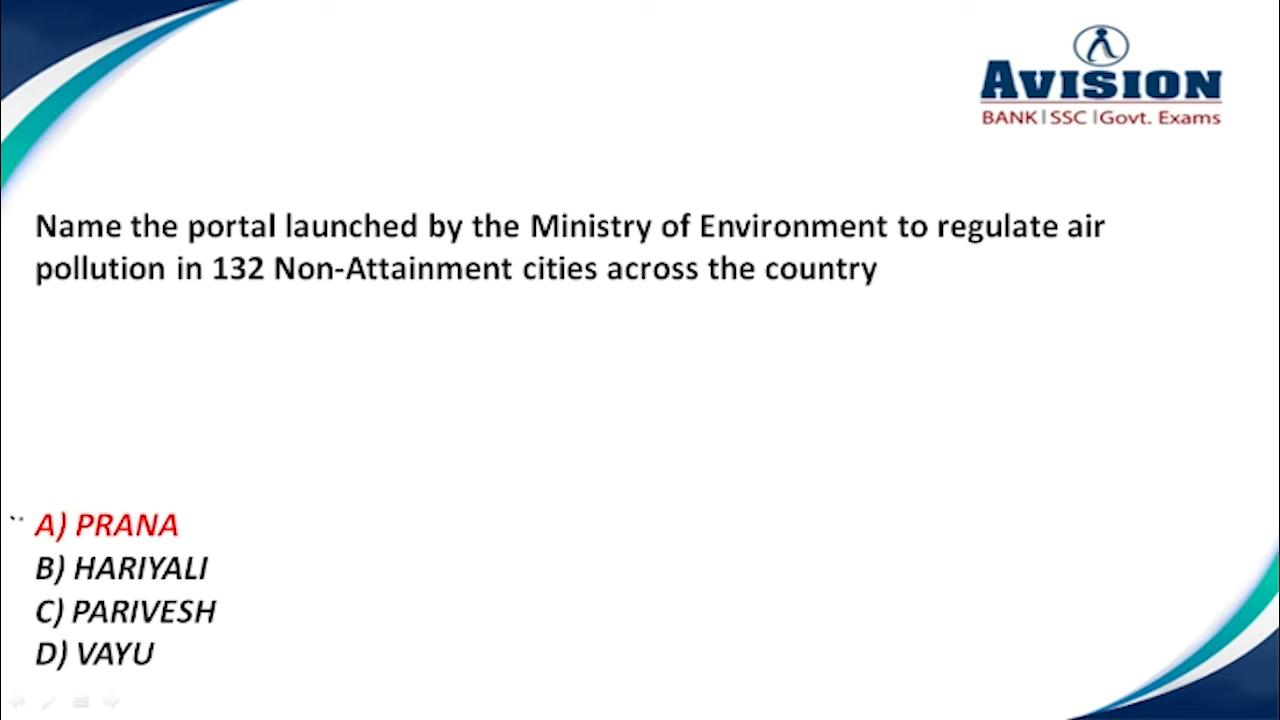 AVISION
BANK|SSC|Govt. Exams
Name the portal launched by the Ministry of Environment to regulate air
pollution in 132 Non-Attainment cities across the country
A) PRANA
B) HARIYALI
C) PARIVESH
D) VAYU